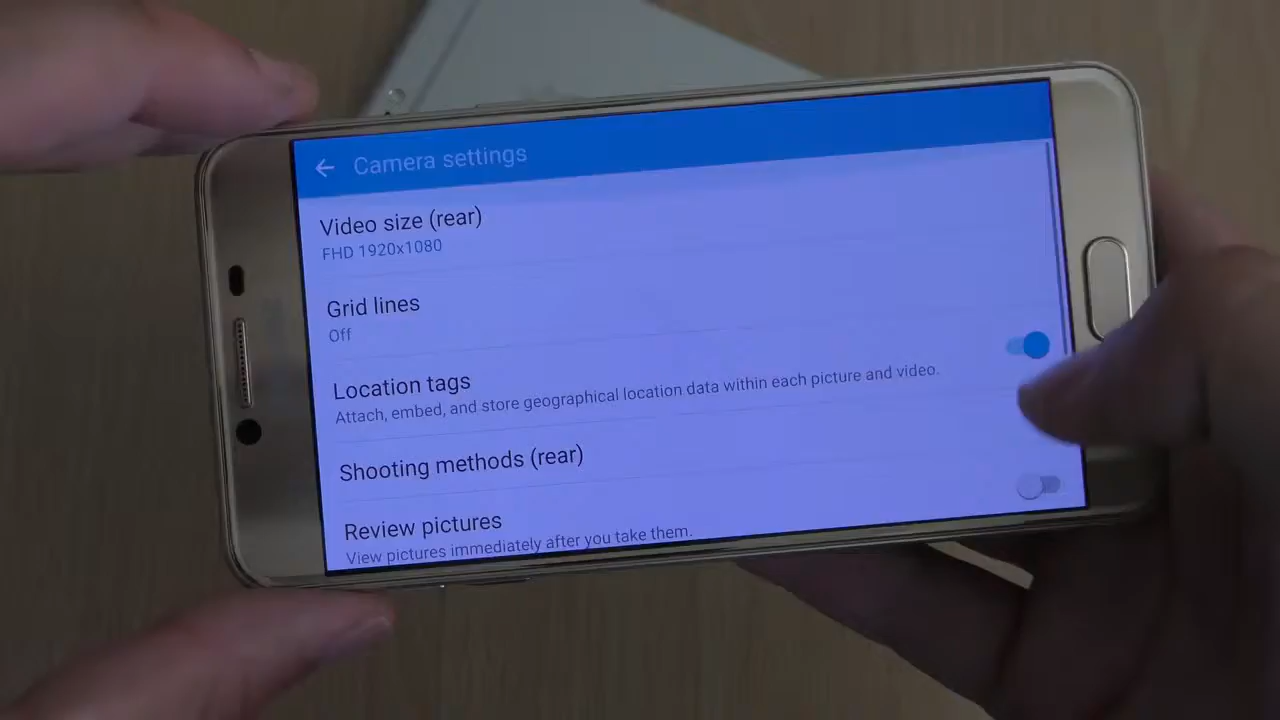 Camera settings
Video size (rear)
FHD 1920x1080
Grid lines
Off
Location tags
Attach, embed, and store geographical location data within each picture and video.
Shooting methods (rear)
Review pictures
View pictures immediately after you take them.